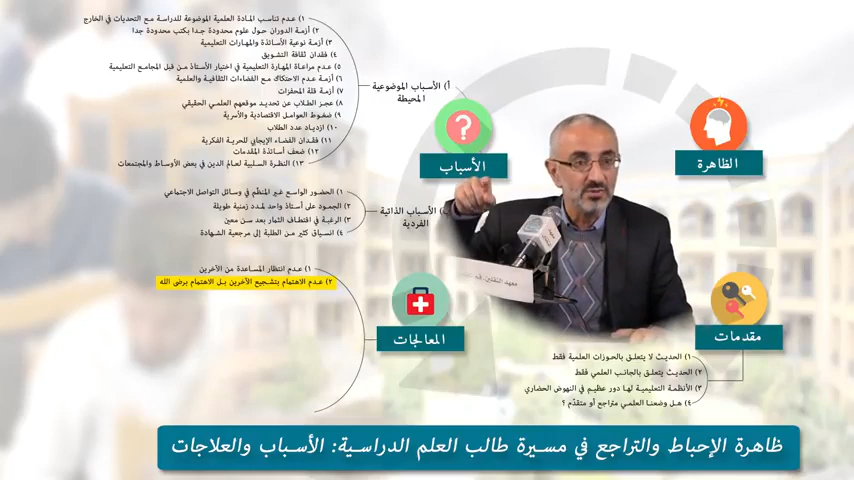 الظاهرة
مقدمات
١) الحديث لا يتعلق بالحوزات العلمية فقط
٢) الحديث يتعلق بالجانب العلمي فقط
٣) الأنظمة التعليمية لها دور عظيم في النهوض الحضاري
٤) هل وضعنا العلمي متراجع أو متقدّم ؟
الأسباب
أ) الأسباب الموضوعية
المحيطة
١) عدم تناسب المادة العلمية الموضوعة للدراسة مع التحديات في الخارج
٢) أزمة الدوران حول علوم محدودة جدا بكتب محدودة جدا
٣) أزمة نوعية الأساتذة والمهارات التعليمية
٤) فقدان ثقافة التشويق
٥) عدم مراعاة المهارة التعليمية في اختيار الأستاذ من قبل المجامع التعليمية
٦) أزمة عدم الاحتكاك مع الفضاءات الثقافية والعلمية
٧) أزمة قلة المحفزات
٨) عجز الطلاب عن تحديد موقعهم العلمي الحقيقي
٩) ضغوط العوامل الاقتصادية والأسرية
١٠) ازدياد عدد الطلاب
١١) فقدان الفضاء الإيجابي للحرية الفكرية
١٢) ضعف أساتذة المقدمات
١٣) النظرة السلبية لعالم الدين في بعض الأوساط والمجتمعات
الأسباب الذاتية
الفردية
١) الحضور الواسع غير المنظّم في وسائل التواصل الاجتماعي
٢) الجمود على أستاذ واحد لمدد زمنية طويلة
٣) الرغبة في اقتطاف الثمار بعد سن معين
٤) انسياق كثير من الطلبة إلى مرجعية الشهادة
المعالجات
١) عدم انتظار المساعدة من الآخرين
٢) عدم الاهتمام بتشجيع الآخرين بل الاهتمام برضى الله
معهد الثقلين
ظاهرة الإحباط والتراجع في مسيرة طالب العلم الدراسية: الأسباب والعلاجات